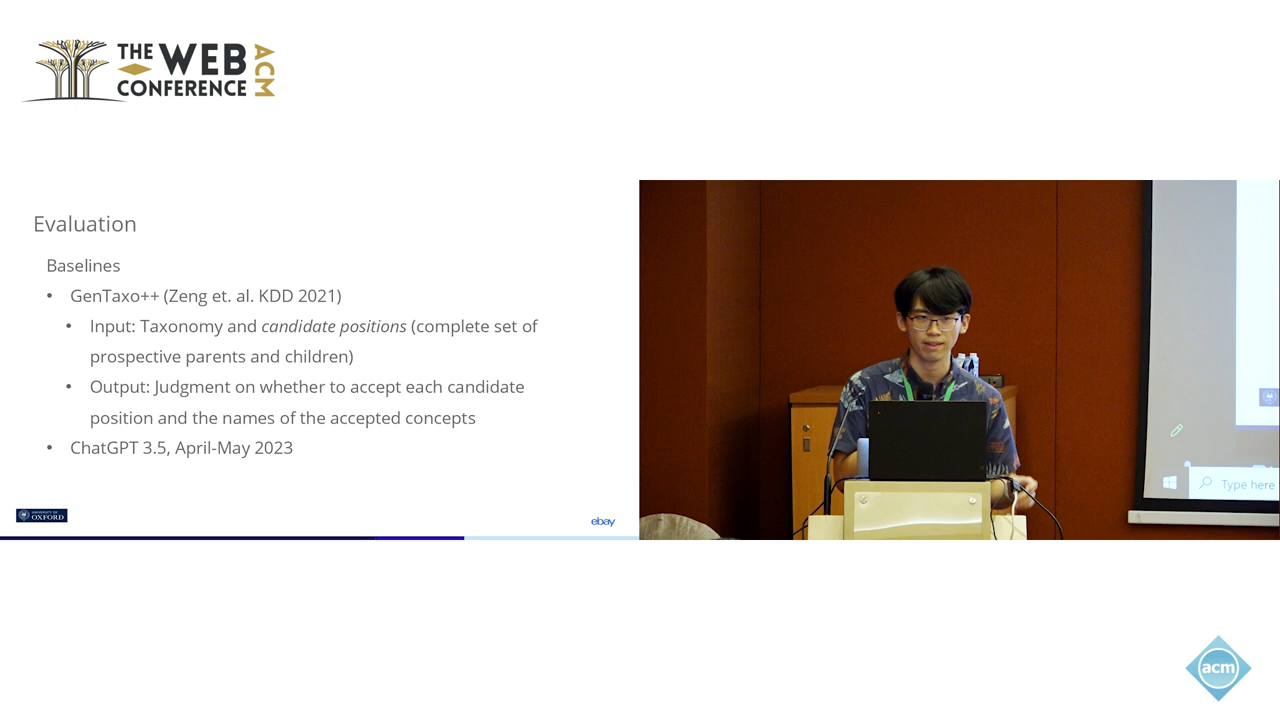 THE WEB
CONFERENCE
ACM
Evaluation
Baselines
• GenTaxo++ (Zeng et. al. KDD 2021)
• Input: Taxonomy and candidate positions (complete set of
prospective parents and children)
• Output: Judgment on whether to accept each candidate
position and the names of the accepted concepts
• ChatGPT 3.5, April-May 2023
UNIVERSITY OF
OXFORD
ebay
Type here
acm